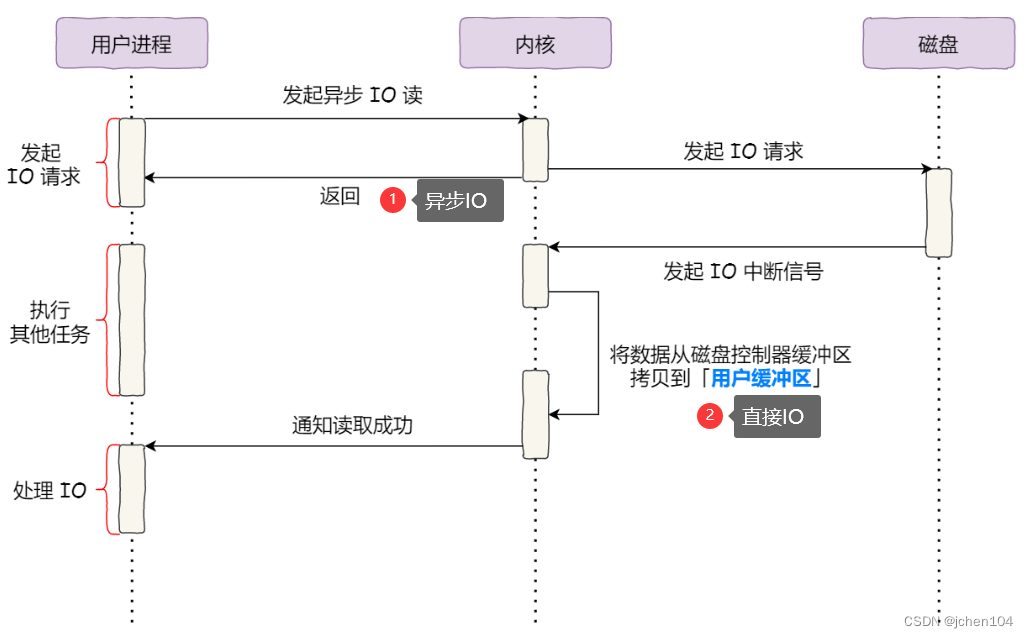 用户进程
内核
磁盘
发起异步 IO 读
发起
IO 请求
发起 IO 请求
返回
1
异步IO
发起 IO 中断信号
执行
其他任务
将数据从磁盘控制器缓冲区
拷贝到「用户缓冲区」
2
直接IO
通知读取成功
处理 IO
CSDN @jchen104